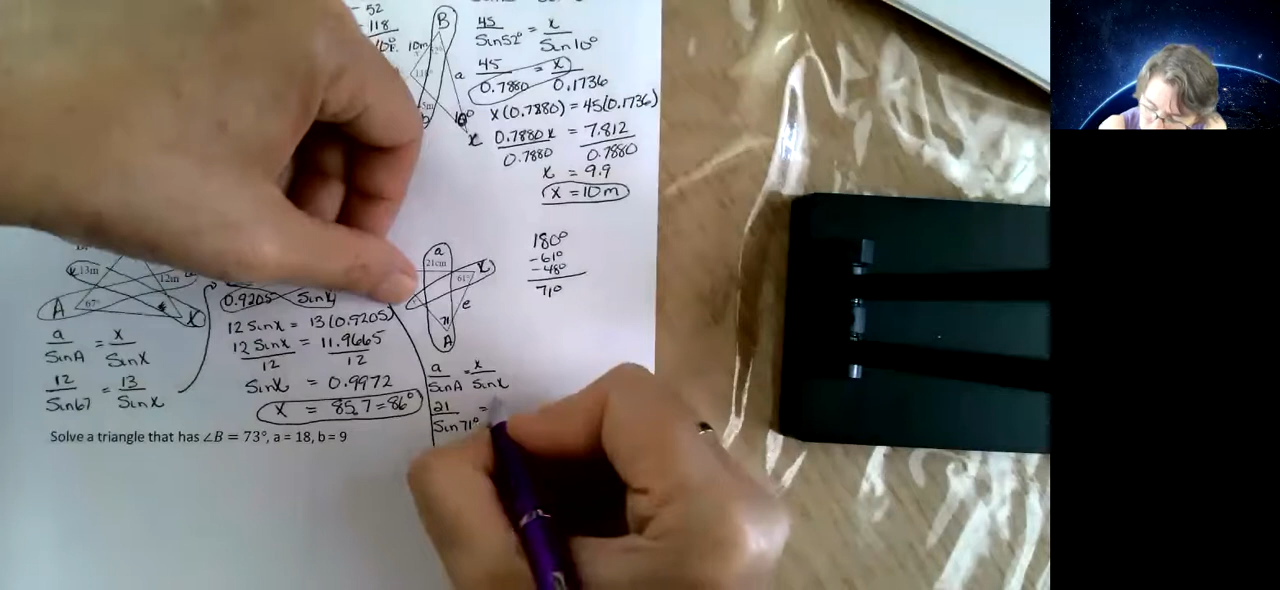 52
118
10m
B
a
x
45 / Sin52° = x / Sin10°
45 / 0.7880 = x / 0.1736
x(0.7880) = 45(0.1736)
0.7880x / 0.7880 = 7.812 / 0.7880
x = 9.9
x = 10m
13m
12m
A
67°
x
a / SinA = x / SinX
12 / Sin67 = 13 / Sinx
0.9205 Sinx
12 Sinx = 13(0.9205)
12 Sinx / 12 = 11.9665 / 12
Sinx = 0.9972
x = 85.7 = 86°
a
21cm
61°
x
e
71
A
180°
-61°
-48°
71°
a / SinA = x / SinX
21 / Sin71° =
Solve a triangle that has ∠B = 73°, a = 18, b = 9